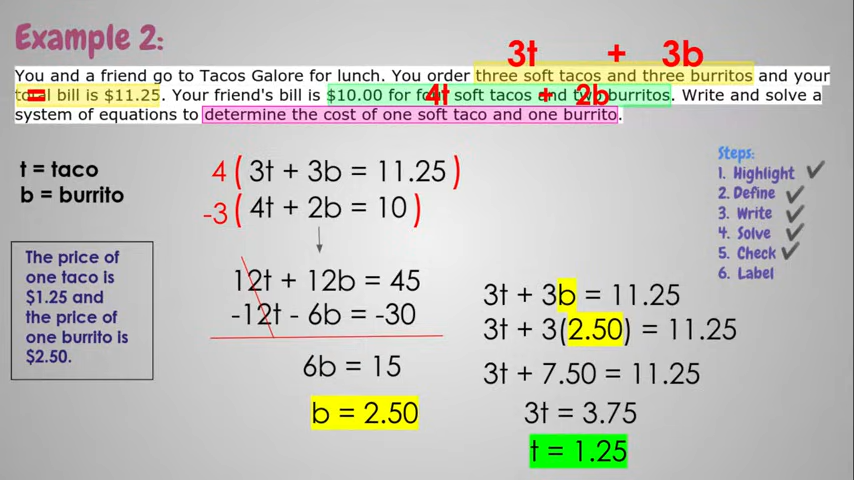 Example 2:
3t + 3b
You and a friend go to Tacos Galore for lunch. You order three soft tacos and three burritos and your
total bill is $11.25. Your friend's bill is $10.00 for four soft tacos and two burritos. Write and solve a
=
4t + 2b
system of equations to determine the cost of one soft taco and one burrito.
t = taco
b = burrito
The price of
one taco is
$1.25 and
the price of
one burrito is
$2.50.
4 ( 3t + 3b = 11.25 )
-3 ( 4t + 2b = 10 )
12t + 12b = 45
-12t - 6b = -30
6b = 15
b = 2.50
3t + 3b = 11.25
3t + 3(2.50) = 11.25
3t + 7.50 = 11.25
3t = 3.75
t = 1.25
Steps:
1. Highlight ✔
2. Define ✔
3. Write ✔
4. Solve ✔
5. Check ✔
6. Label